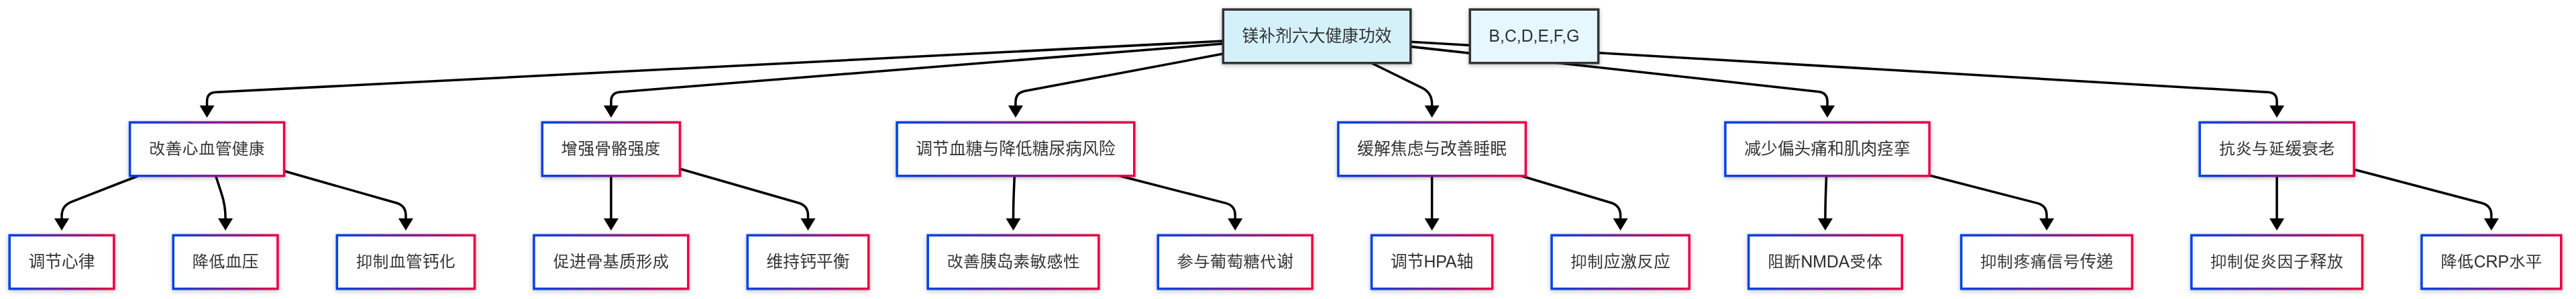 镁补剂六大健康功效
B,C,D,E,F,G
改善心血管健康
增强骨骼强度
调节血糖与降低糖尿病风险
缓解焦虑与改善睡眠
减少偏头痛和肌肉痉挛
抗炎与延缓衰老
调节心律
降低血压
抑制血管钙化
促进骨基质形成
维持钙平衡
改善胰岛素敏感性
参与葡萄糖代谢
调节HPA轴
抑制应激反应
阻断NMDA受体
抑制疼痛信号传递
抑制促炎因子释放
降低CRP水平